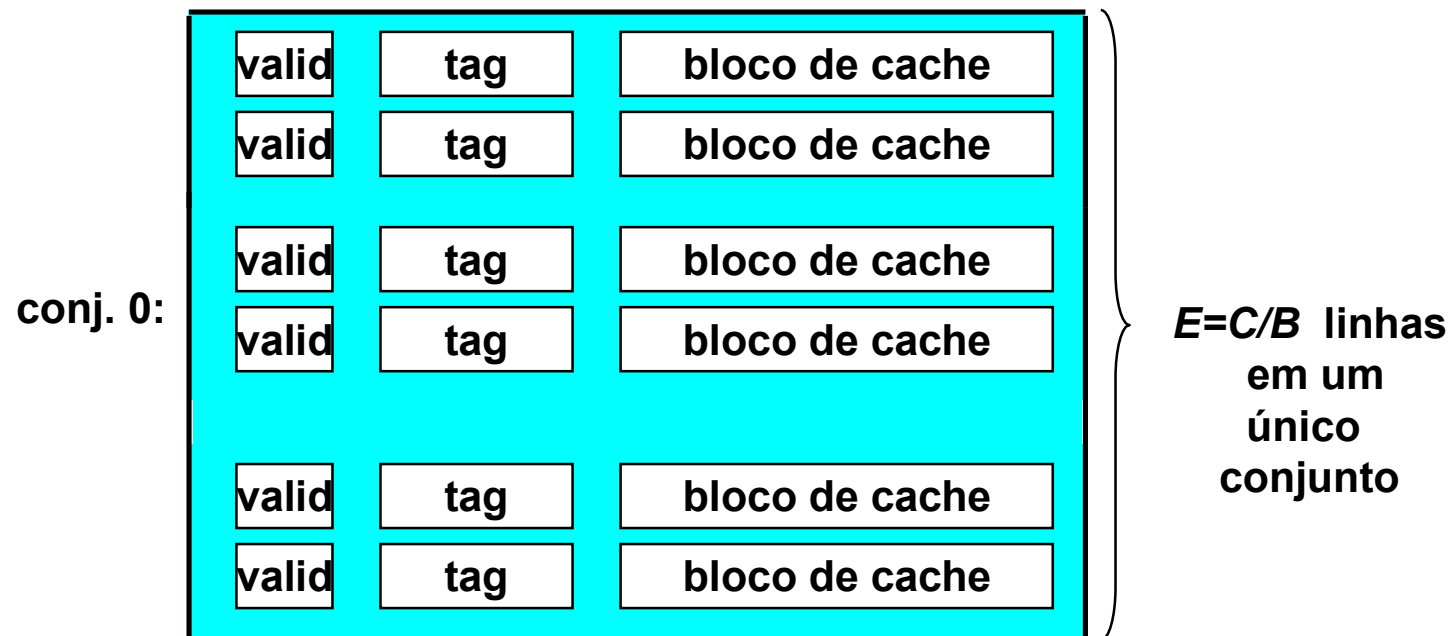 valid tag bloco de cache
valid tag bloco de cache
valid tag bloco de cache
conj. 0:
valid tag bloco de cache
valid tag bloco de cache
valid tag bloco de cache
E=C/B linhas
em um
único
conjunto